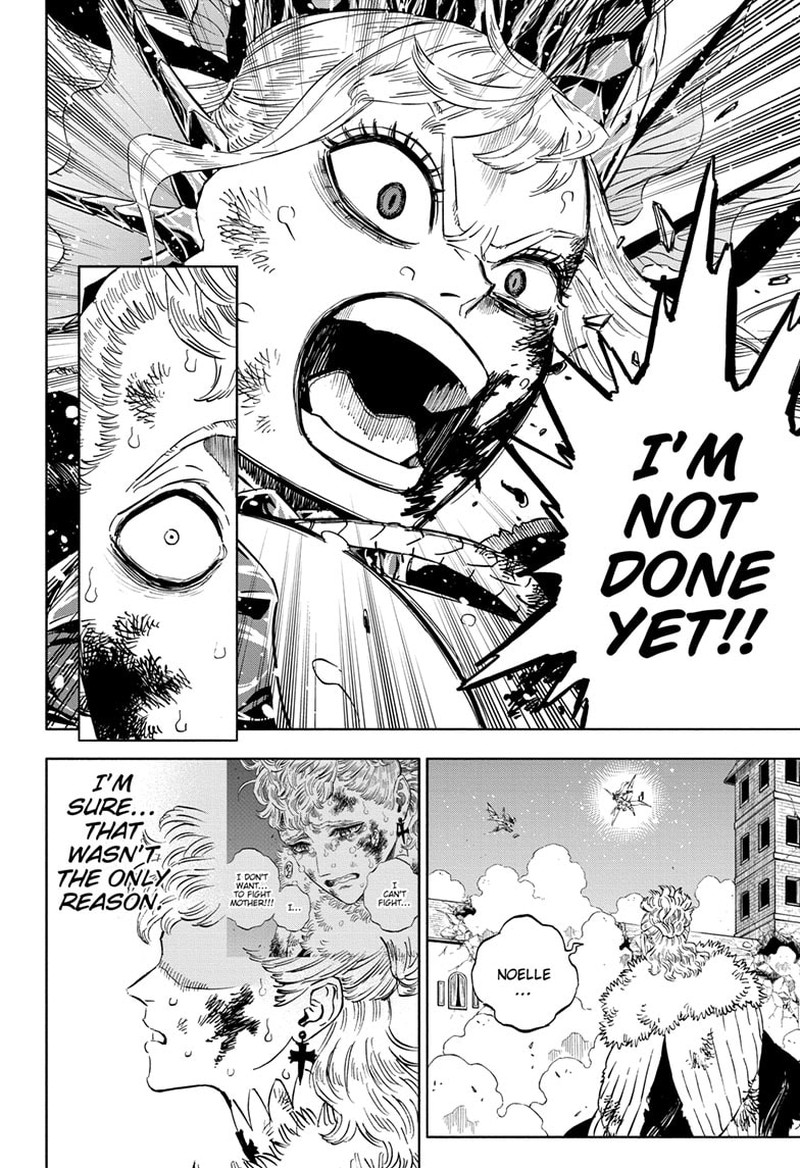 I'M
NOT
DONE
YET!!
NOELLE
...
I CAN'T
FIGHT...
I...
I DON'T
WANT...
TO FIGHT
MOTHER!!!
I'M
SURE...
THAT
WASN'T
THE ONLY
REASON.